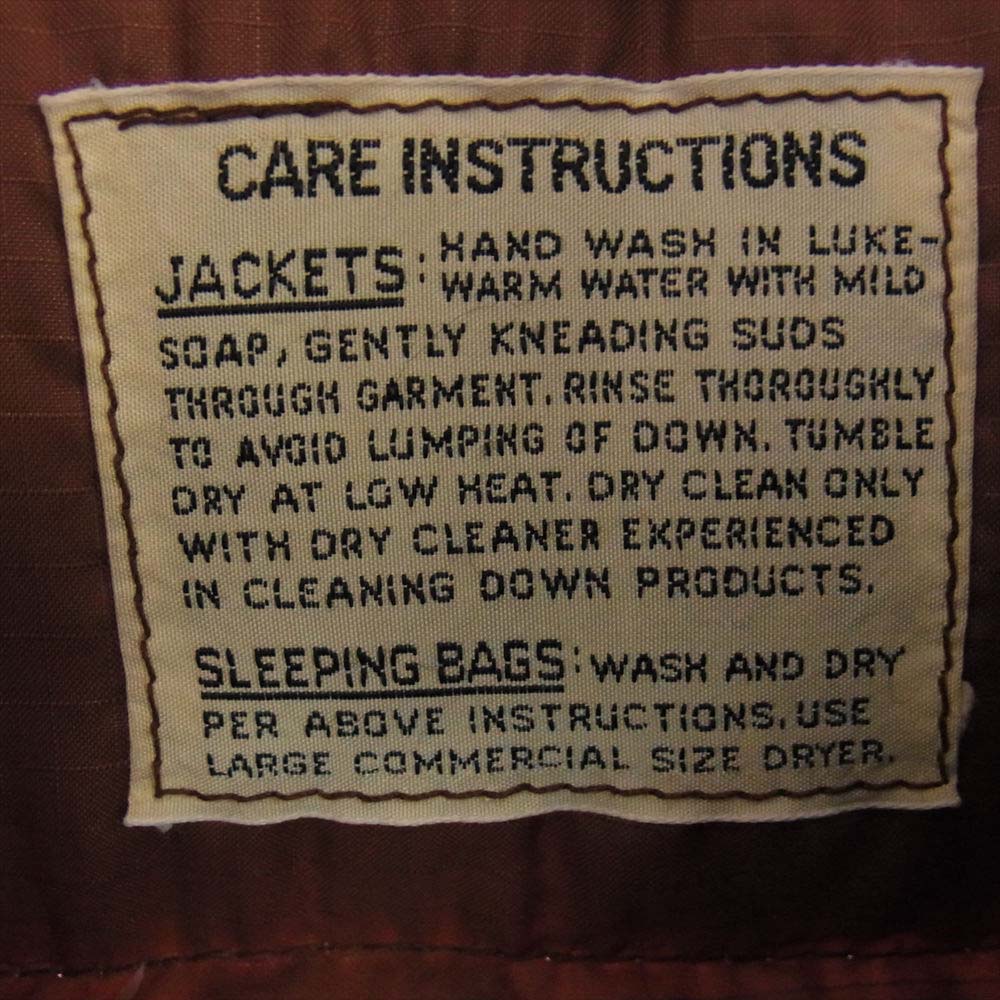 CARE INSTRUCTIONS
JACKETS: HAND WASH IN LUKE-
WARM WATER WITH MILD
SOAP, GENTLY KNEADING SUDS
THROUGH GARMENT. RINSE THOROUGHLY
TO AVOID LUMPING OF DOWN. TUMBLE
DRY AT LOW HEAT. DRY CLEAN ONLY
WITH DRY CLEANER EXPERIENCED
IN CLEANING DOWN PRODUCTS.
SLEEPING BAGS: WASH AND DRY
PER ABOVE INSTRUCTIONS. USE
LARGE COMMERCIAL SIZE DRYER.